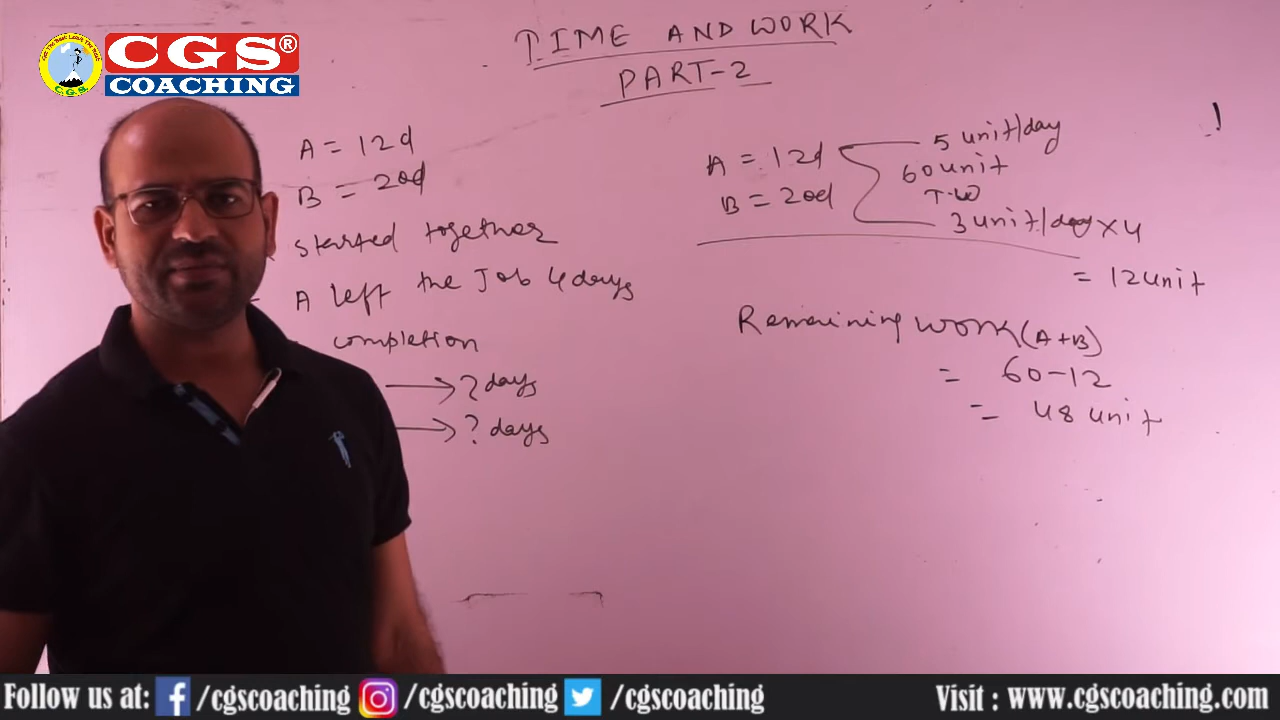 CGS®
COACHING
C.G.S.
TIME AND WORK
PART-2
A = 12d
B = 20d
started together
A left the Job 4 days
completion
→ ? days
→ ? days
A = 12d
B = 20d
5 unit/day
60 unit
T.W
3 unit/day × 4
= 12 unit
Remaining work (A+B)
= 60-12
= 48 unit
Follow us at: /cgscoaching /cgscoaching /cgscoaching Visit : www.cgscoaching.com